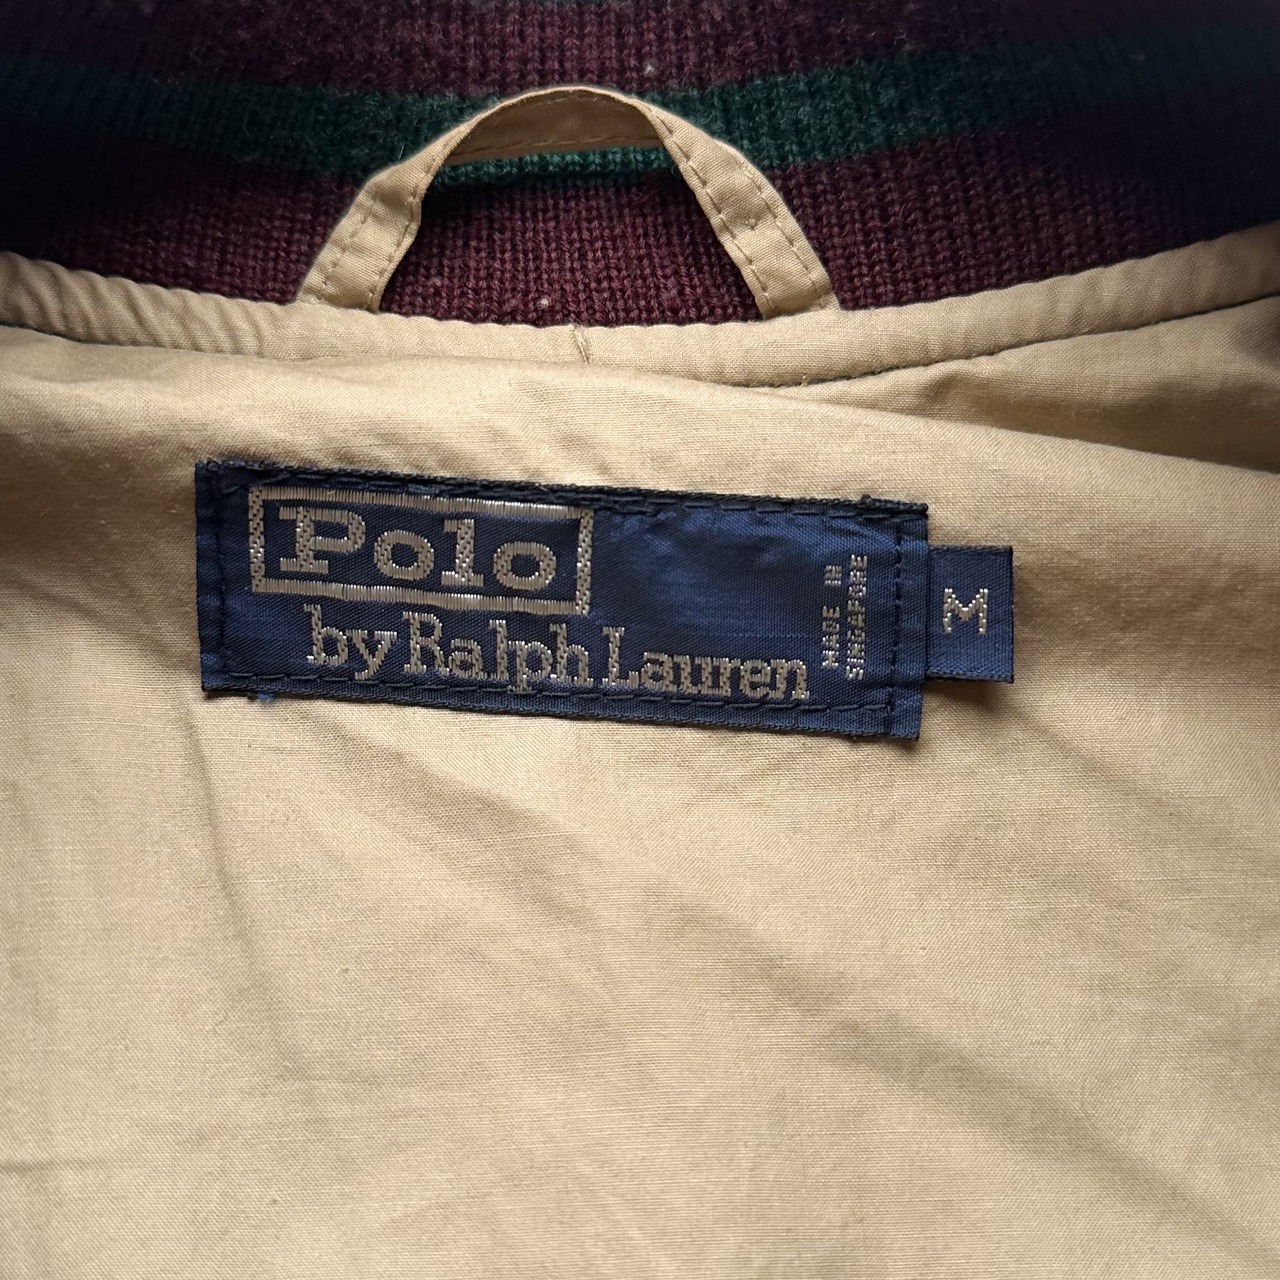 Polo
by Ralph Lauren
MADE IN
SINGAPORE
M